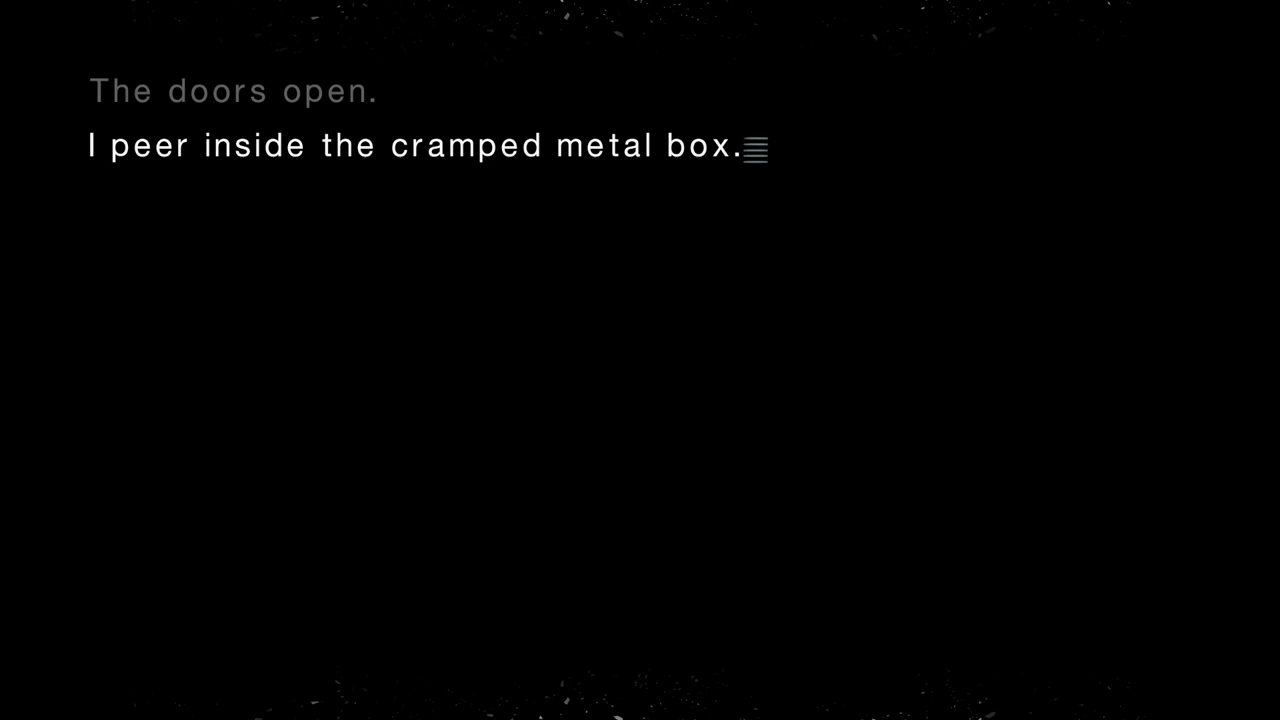 The doors open.
I peer inside the cramped metal box.